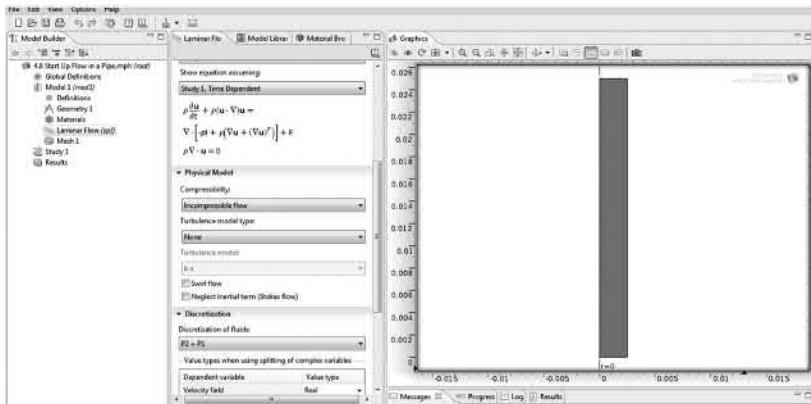 File Edit View Options Help
Model Builder
4.8 Start Up Flow in a Pipe.mph (root)
Global Definitions
Model 1 (mod1)
Definitions
Geometry 1
Materials
Laminar Flow (spf)
Mesh 1
Study 1
Results
Laminar Flo
Model Librar
Material Bro
Show equation assuming:
Study 1, Time Dependent
ρ ∂u/∂t + ρ(u · ∇)u =
∇ · [-pI + μ(∇u + (∇u)ᵀ)] + F
ρ∇ · u = 0
Physical Model
Compressibility:
Incompressible flow
Turbulence model type:
None
Turbulence model:
k-ε
Swirl flow
Neglect inertial term (Stokes flow)
Discretization
Discretization of fluids:
P2 + P1
Value types when using splitting of complex variables
Dependent variable Value type
Velocity field Real
Graphics
0.026
0.024
0.022
0.02
0.018
0.016
0.014
0.012
0.01
0.008
0.006
0.004
0.002
0
r=0
-0.015 -0.01 -0.005 0 0.005 0.01 0.015
Messages Progress Log Results